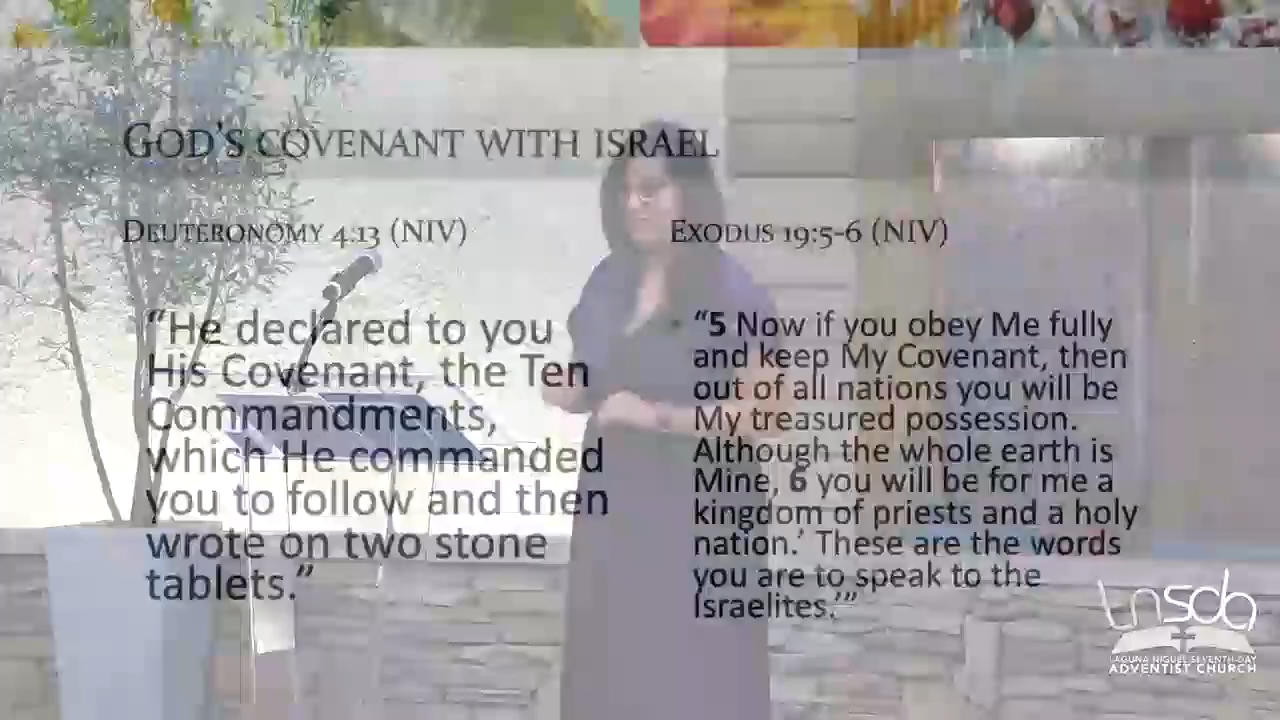 GOD'S COVENANT WITH ISRAEL
DEUTERONOMY 4:13 (NIV)
“He declared to you
His Covenant, the Ten
Commandments,
which He commanded
you to follow and then
wrote on two stone
tablets.”
EXODUS 19:5-6 (NIV)
“5 Now if you obey Me fully
and keep My Covenant, then
out of all nations you will be
My treasured possession.
Although the whole earth is
Mine, 6 you will be for me a
kingdom of priests and a holy
nation.’ These are the words
you are to speak to the
Israelites.’”
lnsda
LAGUNA NIGUEL SEVENTH-DAY
ADVENTIST CHURCH